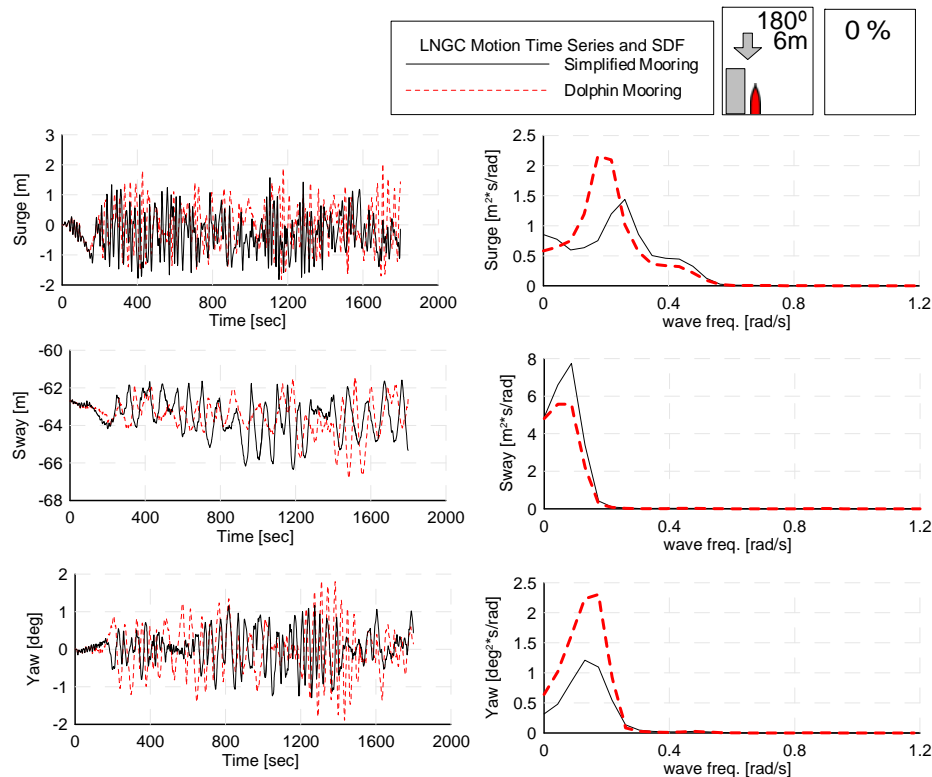 LNGC Motion Time Series and SDF
Simplified Mooring
Dolphin Mooring
180º
6m
0 %
Surge [m]
3
2
1
0
-1
-2
0 400 800 1200 1600 2000
Time [sec]
Surge [m²*s/rad]
2.5
2
1.5
1
0.5
0
0 0.4 0.8 1.2
wave freq. [rad/s]
Sway [m]
-60
-62
-64
-66
-68
0 400 800 1200 1600 2000
Time [sec]
Sway [m²*s/rad]
8
6
4
2
0
0 0.4 0.8 1.2
wave freq. [rad/s]
Yaw [deg]
2
1
0
-1
-2
0 400 800 1200 1600 2000
Time [sec]
Yaw [deg²*s/rad]
2.5
2
1.5
1
0.5
0
0 0.4 0.8 1.2
wave freq. [rad/s]